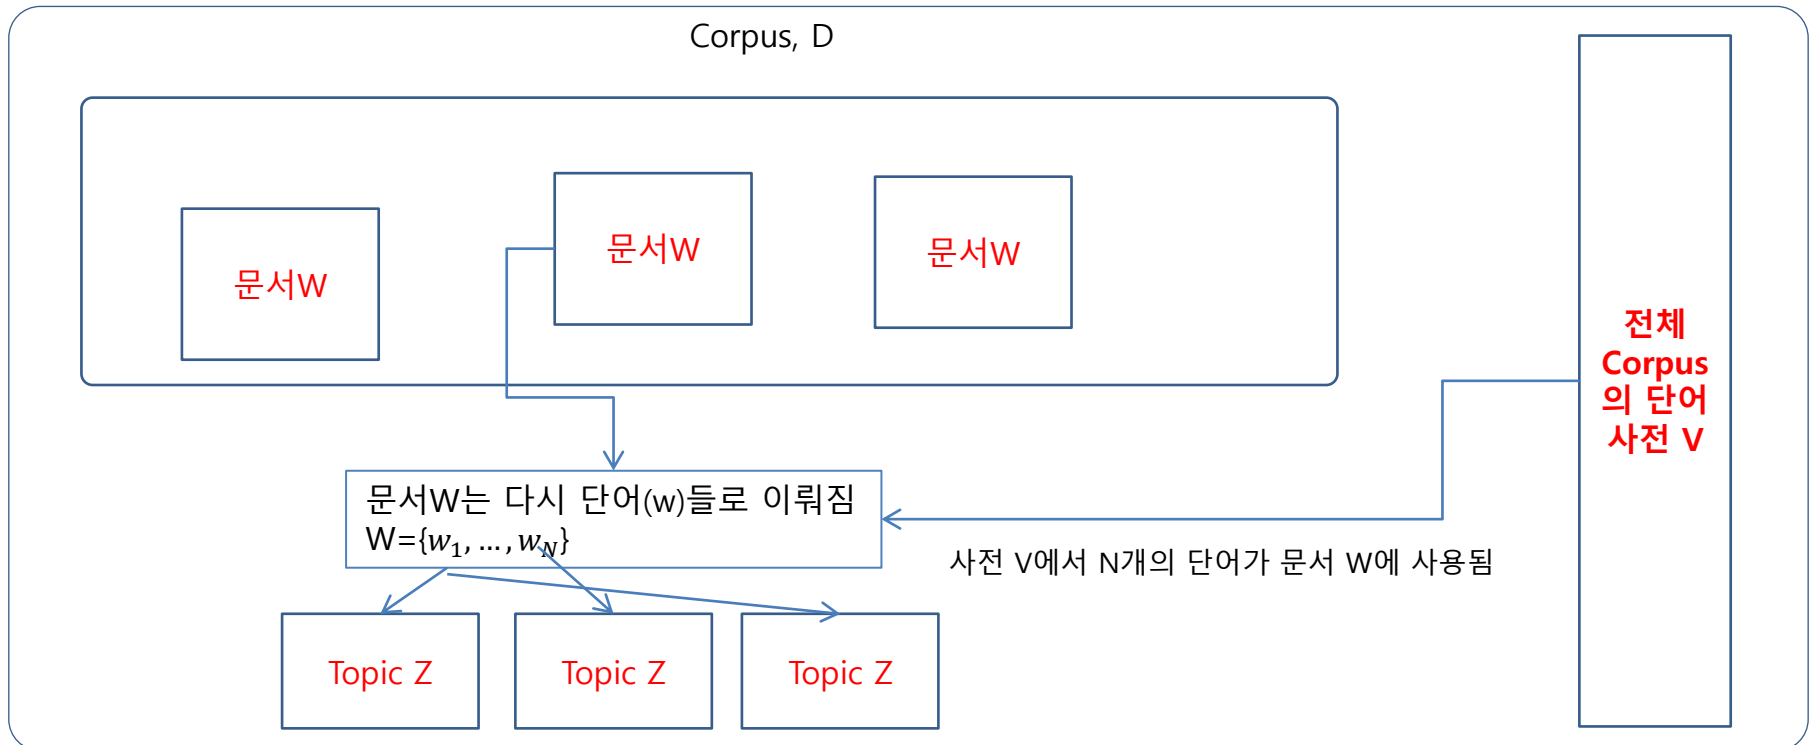 Corpus, D
문서W
문서W
문서W
전체
Corpus
의 단어
사전 V
문서W는 다시 단어(w)들로 이뤄짐
W={w₁, …, w_N}
사전 V에서 N개의 단어가 문서 W에 사용됨
Topic Z
Topic Z
Topic Z